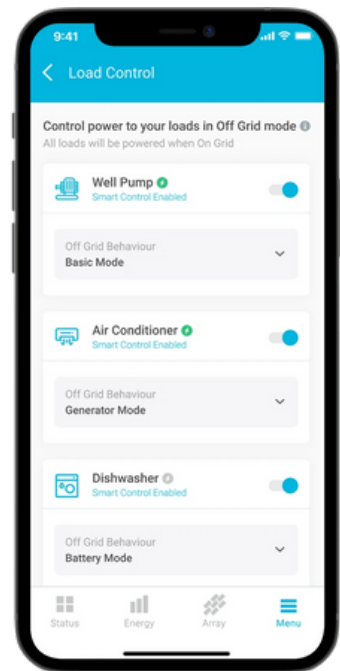 9:41
Load Control
Control power to your loads in Off Grid mode
All loads will be powered when On Grid
Well Pump
Smart Control Enabled
Off Grid Behaviour
Basic Mode
Air Conditioner
Smart Control Enabled
Off Grid Behaviour
Generator Mode
Dishwasher
Smart Control Enabled
Off Grid Behaviour
Battery Mode
Status Energy Array Menu